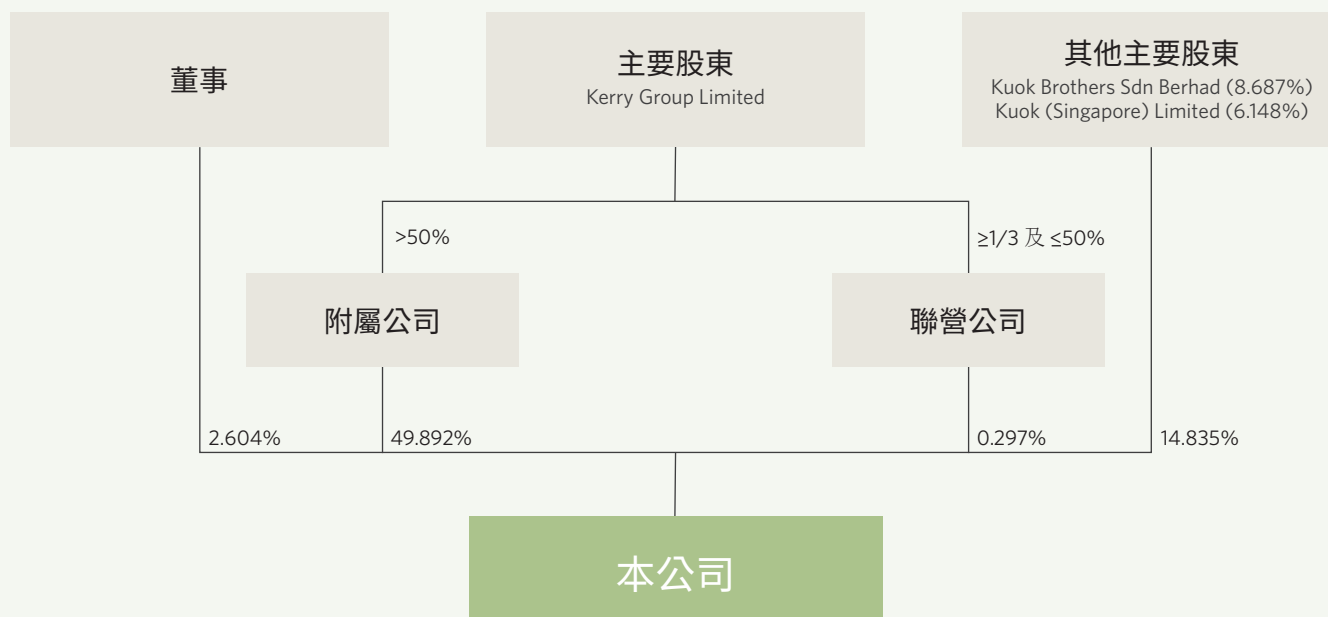 董事
主要股東
Kerry Group Limited
其他主要股東
Kuok Brothers Sdn Berhad (8.687%)
Kuok (Singapore) Limited (6.148%)
>50%
≥1/3 及 ≤50%
附屬公司
聯營公司
2.604%
49.892%
0.297%
14.835%
本公司